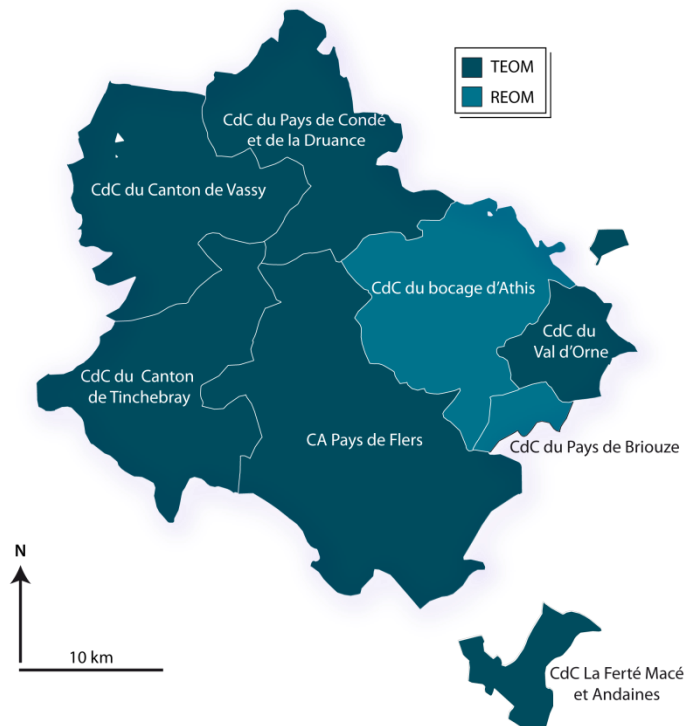 TEOM
REOM
CdC du Pays de Condé
et de la Druance
CdC du Canton de Vassy
CdC du bocage d'Athis
CdC du
Val d'Orne
CdC du Canton
de Tinchebray
CA Pays de Flers
CdC du Pays de Briouze
N
10 km
CdC La Ferté Macé
et Andaines